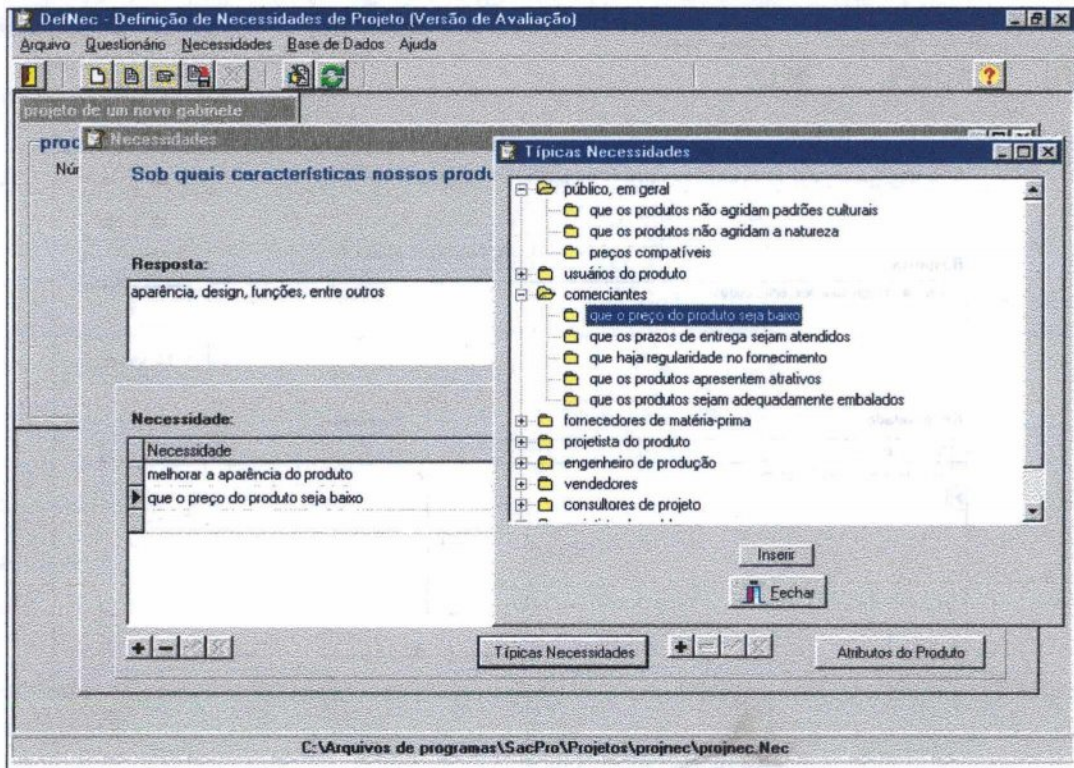 DefNec - Definição de Necessidades de Projeto (Versão de Avaliação)
Arquivo Questionário Necessidades Base de Dados Ajuda
projeto de um novo gabinete
proc
Núr
Necessidades
Sob quais características nossos produ
Resposta:
aparência, design, funções, entre outros
Necessidade:
Necessidade
melhorar a aparência do produto
que o preço do produto seja baixo
Típicas Necessidades
público, em geral
que os produtos não agridam padrões culturais
que os produtos não agridam a natureza
preços compatíveis
usuários do produto
comerciantes
que o preço do produto seja baixo
que os prazos de entrega sejam atendidos
que haja regularidade no fornecimento
que os produtos apresentem atrativos
que os produtos sejam adequadamente embalados
fornecedores de matéria-prima
projetista do produto
engenheiro de produção
vendedores
consultores de projeto
Inserir
Fechar
Típicas Necessidades
Atributos do Produto
C:\Arquivos de programas\SacPro\Projetos\projnec\projnec.Nec